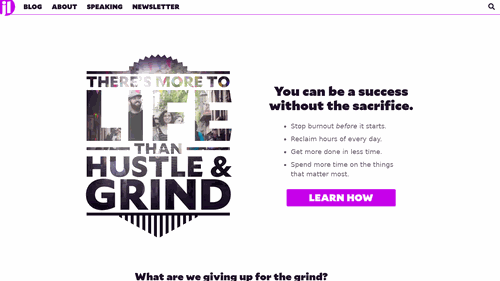 BLOG ABOUT SPEAKING NEWSLETTER
THERE'S MORE TO
LIFE
THAN
HUSTLE &
GRIND
You can be a success
without the sacrifice.
Stop burnout before it starts.
Reclaim hours of every day.
Get more done in less time.
Spend more time on the things
that matter most.
LEARN HOW
What are we giving up for the grind?